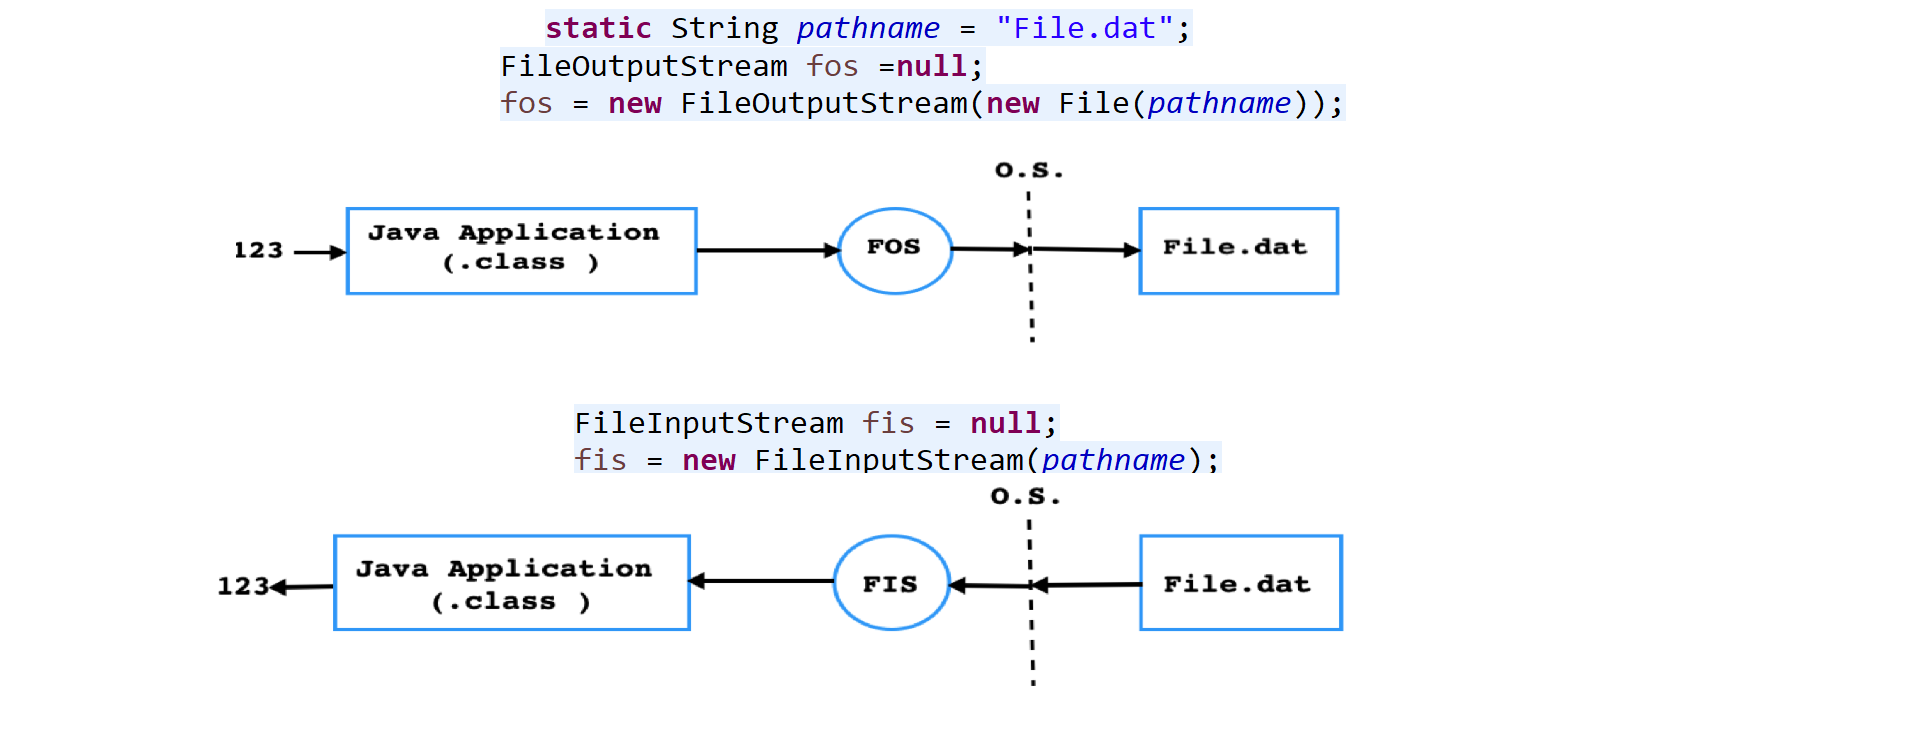 static String pathname = "File.dat";
FileOutputStream fos =null;
fos = new FileOutputStream(new File(pathname));
O.S.
123
Java Application
(.class )
FOS
File.dat
FileInputStream fis = null;
fis = new FileInputStream(pathname);
O.S.
123
Java Application
(.class )
FIS
File.dat